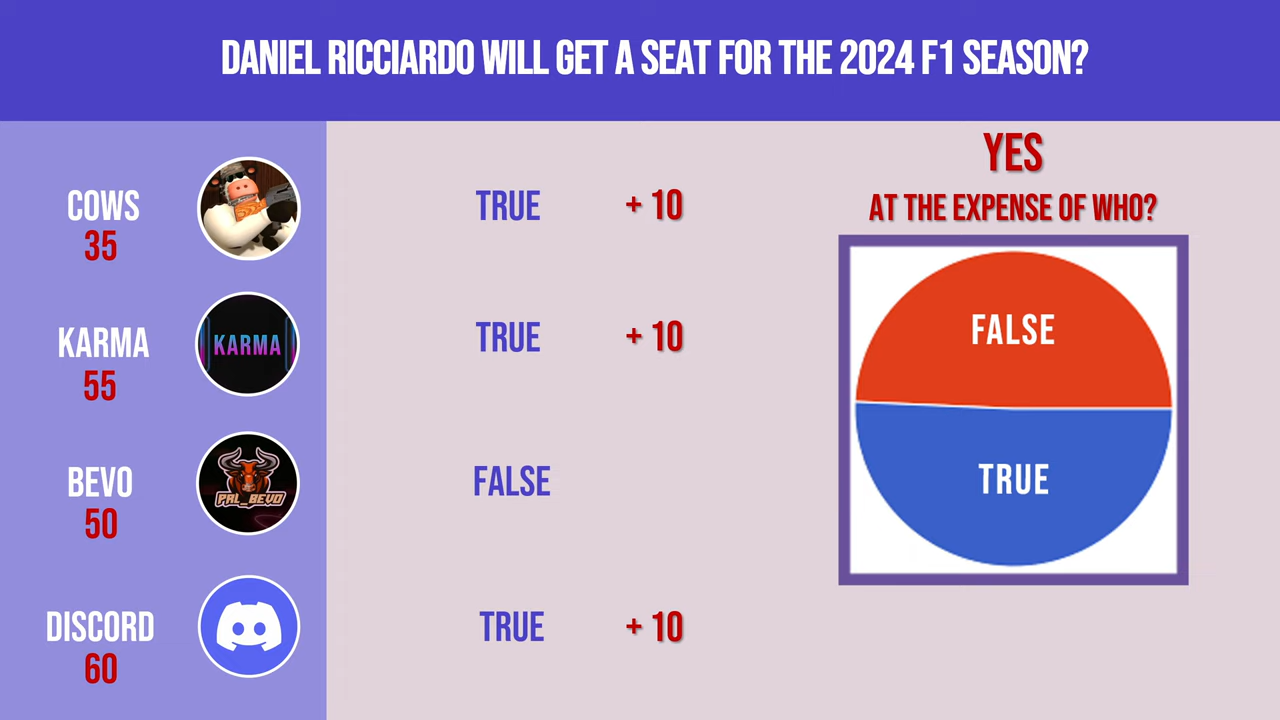 DANIEL RICCIARDO WILL GET A SEAT FOR THE 2024 F1 SEASON?
YES
AT THE EXPENSE OF WHO?
COWS
35
TRUE + 10
KARMA
55
KARMA
TRUE + 10
BEVO
50
PRL_BEVO
FALSE
DISCORD
60
TRUE + 10
FALSE
TRUE